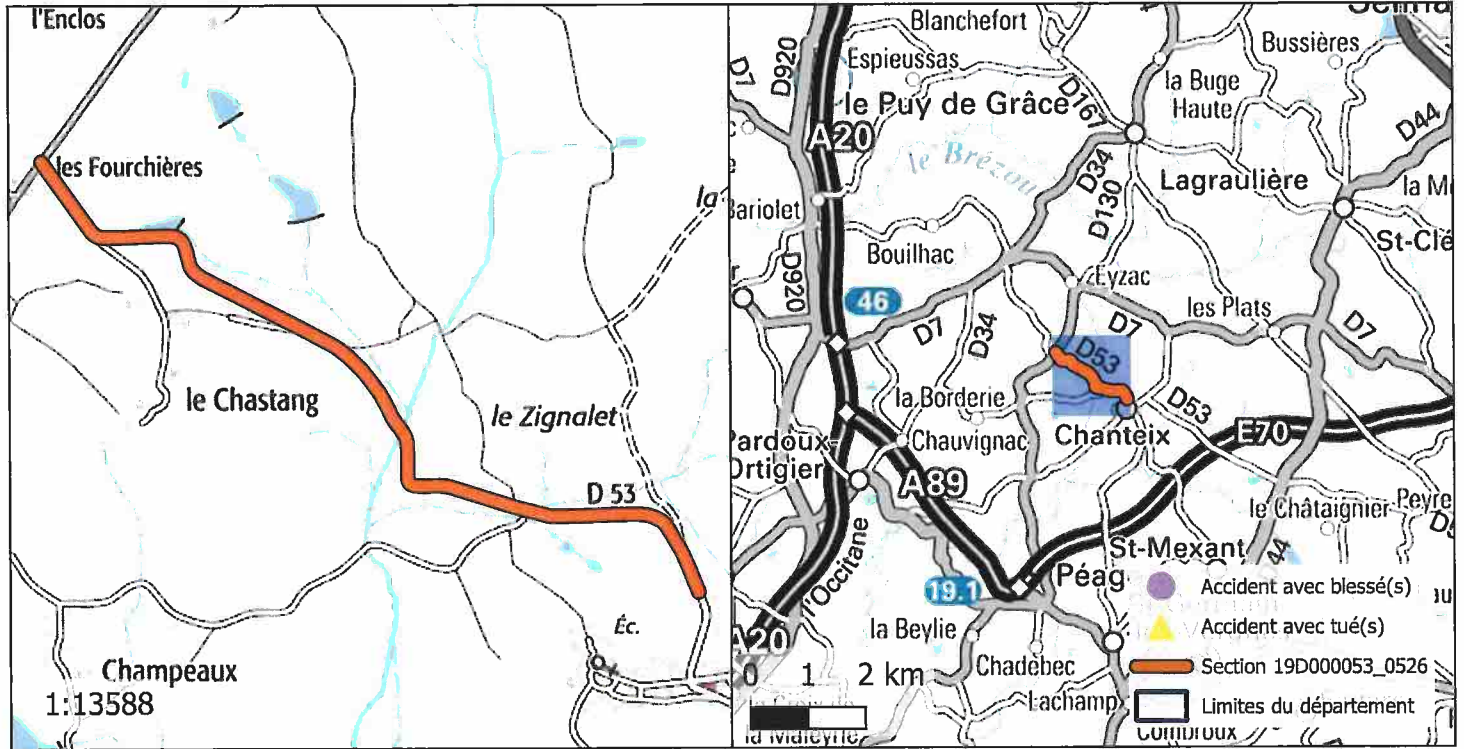 l'Enclos
les Fourchières
la
le Chastang
le Zignalet
D 53
Éc.
Champeaux
1:13588
Blanchefort
Bussières
D920
Espieussas
D7
la Buge
Haute
le Puy de Grâce
D167
D44
A20
le Brézou
D34
Lagraulière
D130
Bariolet
St-Clé
Bouilhac
D920
Eyzac
46
les Plats
D7
D34
D7
D7
D53
la Borderie
D53
Chauvignac
Chanteix
E70
Pardoux-
Ortigier
A89
Peyre
le Châtaignier
l'Occitane
St-Mexant
Péag
D44
19.1
Accident avec blessé(s)
la Beylie
Accident avec tué(s)
A20
Chadebec
0 1 2 km
Section 19D000053_0526
Lachamp
Limites du département
Combroux